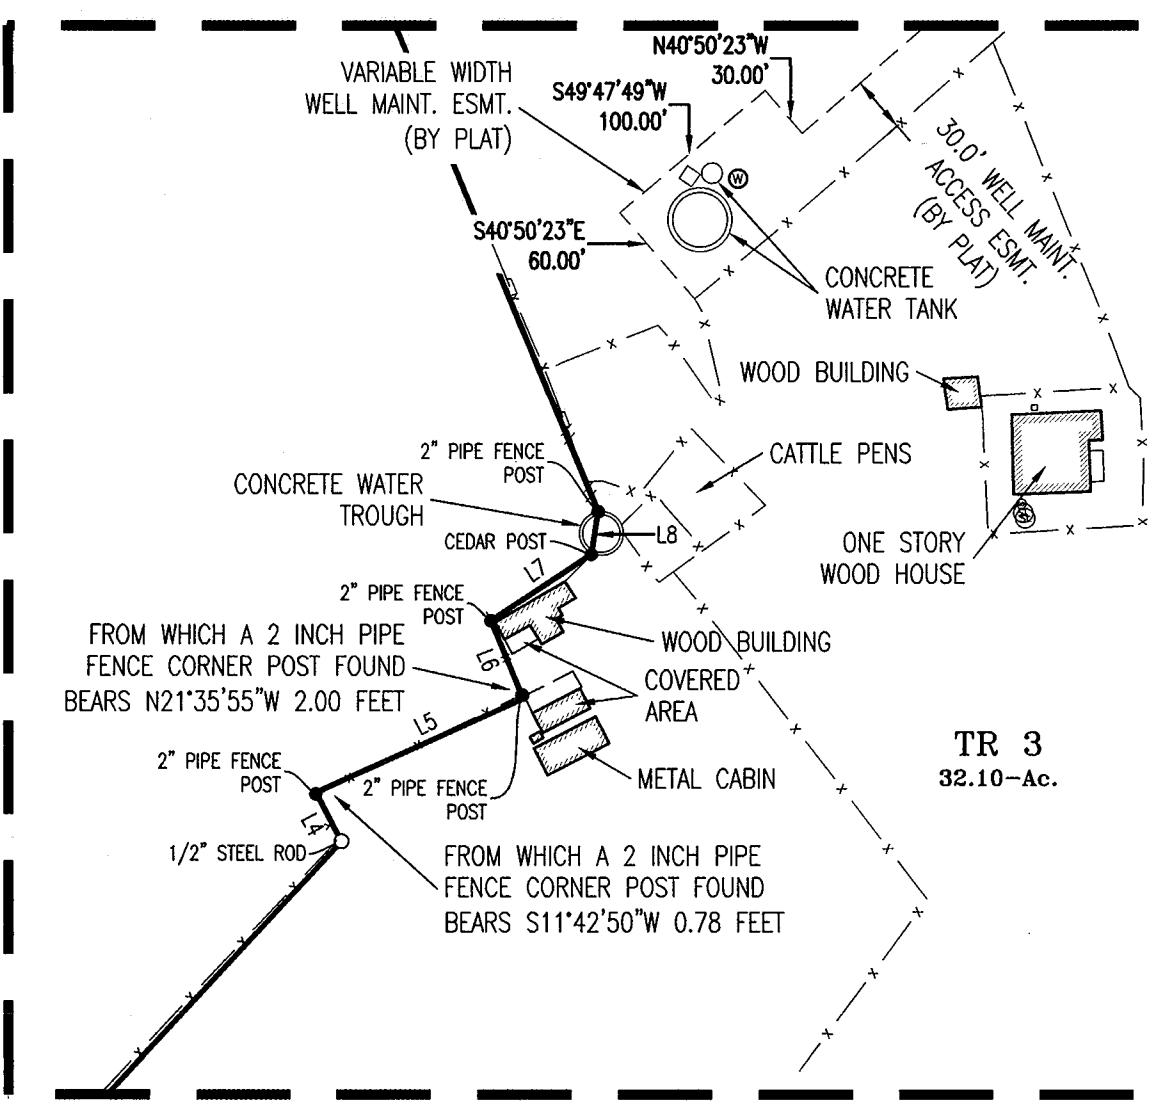 N40°50'23"W
30.00'
VARIABLE WIDTH
WELL MAINT. ESMT.
(BY PLAT)
S49°47'49"W
100.00'
30.0' WELL MAINT.
ACCESS ESMT.
(BY PLAT)
W
S40°50'23"E
60.00'
CONCRETE
WATER TANK
WOOD BUILDING
2" PIPE FENCE
POST
CATTLE PENS
CONCRETE WATER
TROUGH
L8
CEDAR POST
ONE STORY
WOOD HOUSE
L7
2" PIPE FENCE
POST
FROM WHICH A 2 INCH PIPE
FENCE CORNER POST FOUND
BEARS N21°35'55"W 2.00 FEET
WOOD BUILDING
L6
COVERED
AREA
L5
TR 3
32.10-Ac.
2" PIPE FENCE
POST
METAL CABIN
2" PIPE FENCE
POST
L4
1/2" STEEL ROD
FROM WHICH A 2 INCH PIPE
FENCE CORNER POST FOUND
BEARS S11°42'50"W 0.78 FEET